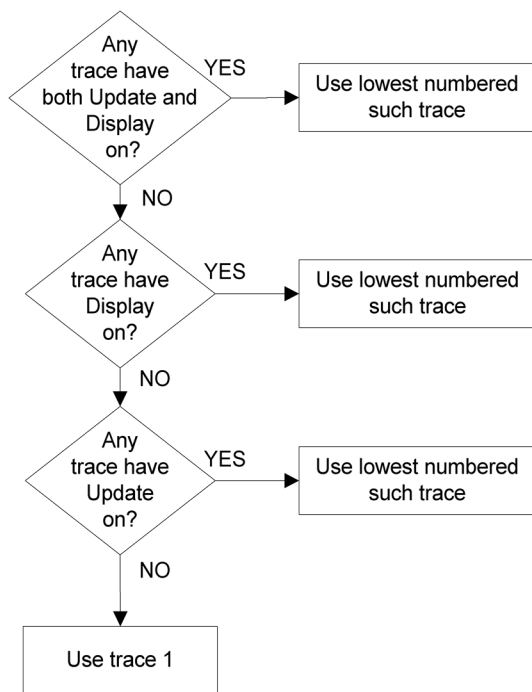 Any
trace have
both Update and
Display
on?
YES
Use lowest numbered
such trace
NO
Any
trace have
Display
on?
YES
Use lowest numbered
such trace
NO
Any
trace have
Update
on?
YES
Use lowest numbered
such trace
NO
Use trace 1